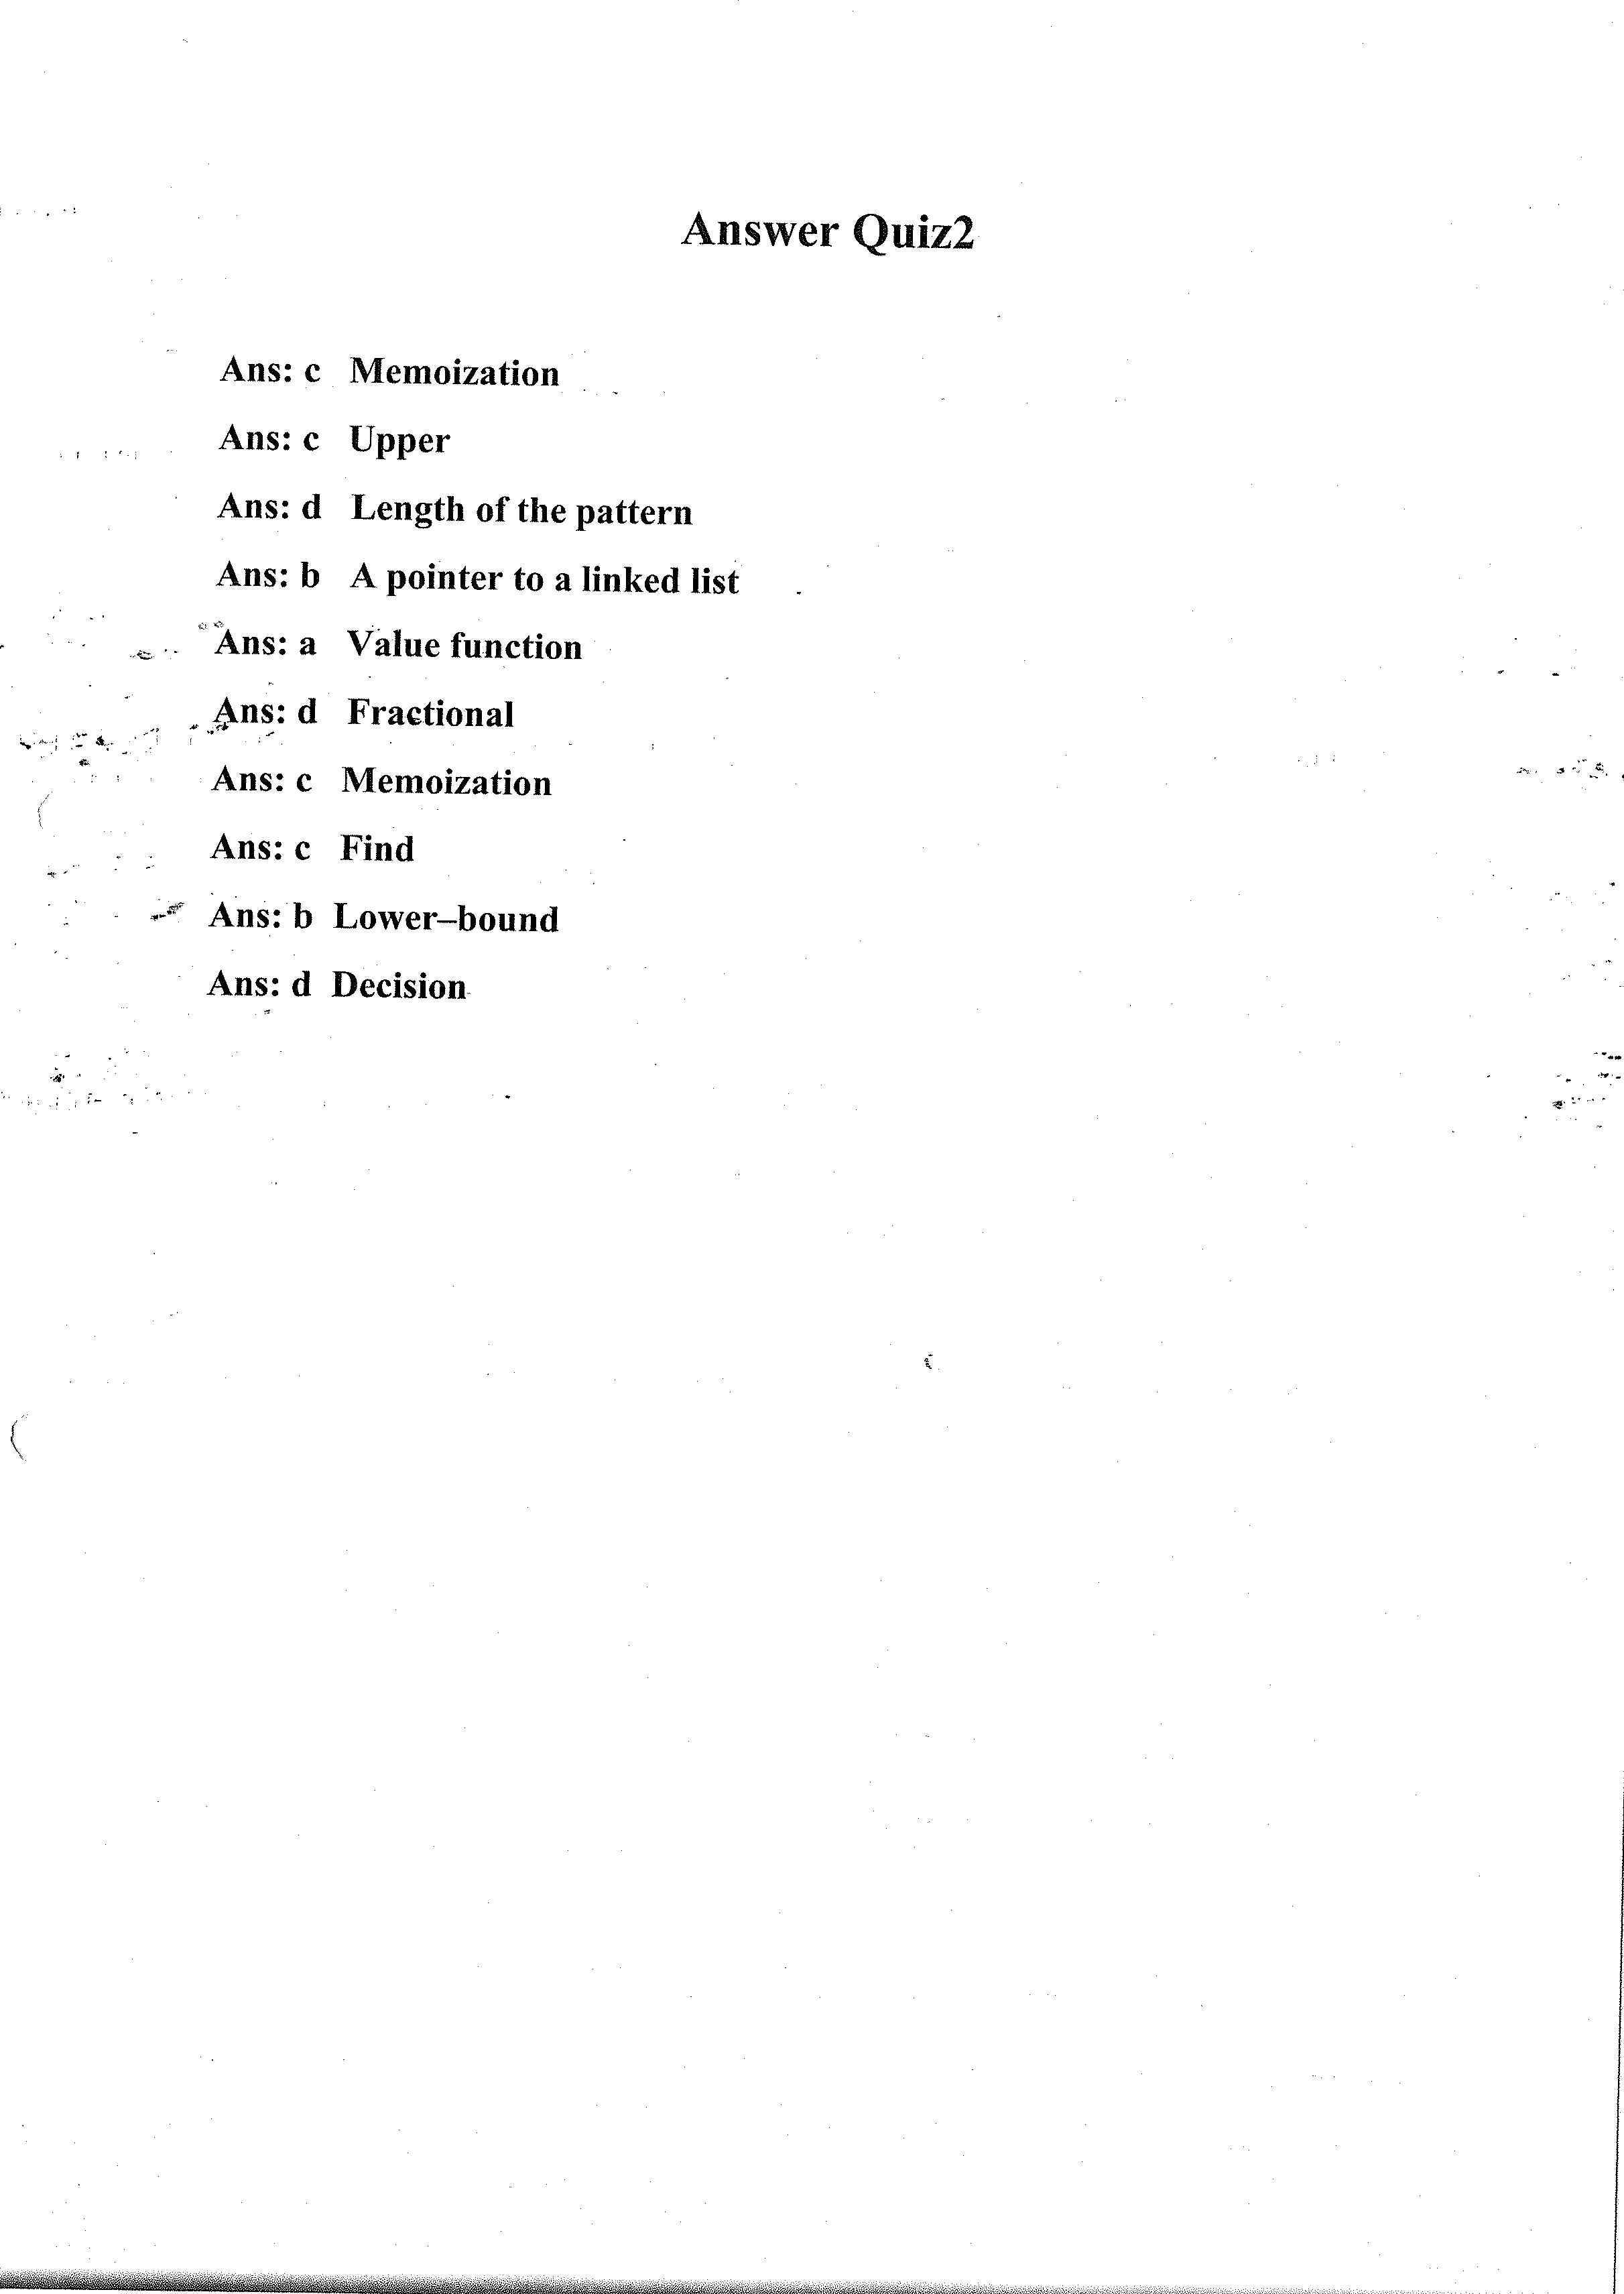 Answer Quiz2
Ans: c Memoization
Ans: c Upper
Ans: d Length of the pattern
Ans: b A pointer to a linked list
Ans: a Value function
Ans: d Fractional
Ans: c Memoization
Ans: c Find
Ans: b Lower–bound
Ans: d Decision